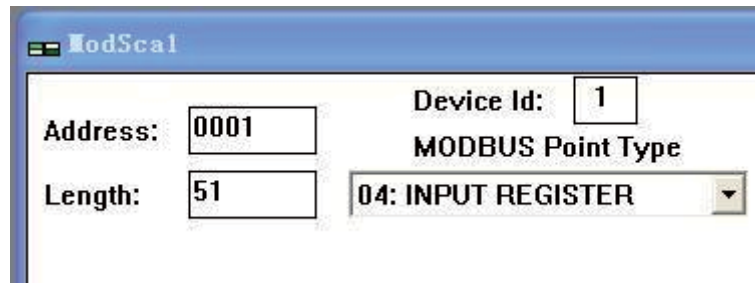 ModScal
Device Id: 1
Address: 0001
MODBUS Point Type
Length: 51
04: INPUT REGISTER